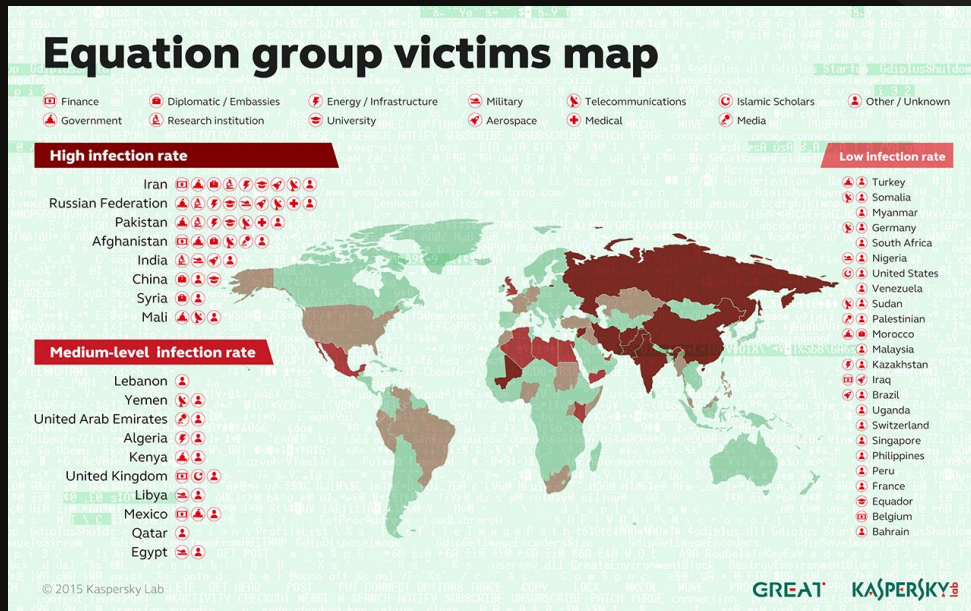 Equation group victims map
Finance
Diplomatic / Embassies
Energy / Infrastructure
Military
Telecommunications
Islamic Scholars
Other / Unknown
Government
Research institution
University
Aerospace
Medical
Media
High infection rate
Iran
Russian Federation
Pakistan
Afghanistan
India
China
Syria
Mali
Medium-level infection rate
Lebanon
Yemen
United Arab Emirates
Algeria
Kenya
United Kingdom
Libya
Mexico
Qatar
Egypt
Low infection rate
Turkey
Somalia
Myanmar
Germany
South Africa
Nigeria
United States
Venezuela
Sudan
Palestinian
Morocco
Malaysia
Kazakhstan
Iraq
Brazil
Uganda
Switzerland
Singapore
Philippines
Peru
France
Equador
Belgium
Bahrain
© 2015 Kaspersky Lab
GREAT
KASPERSKY lab